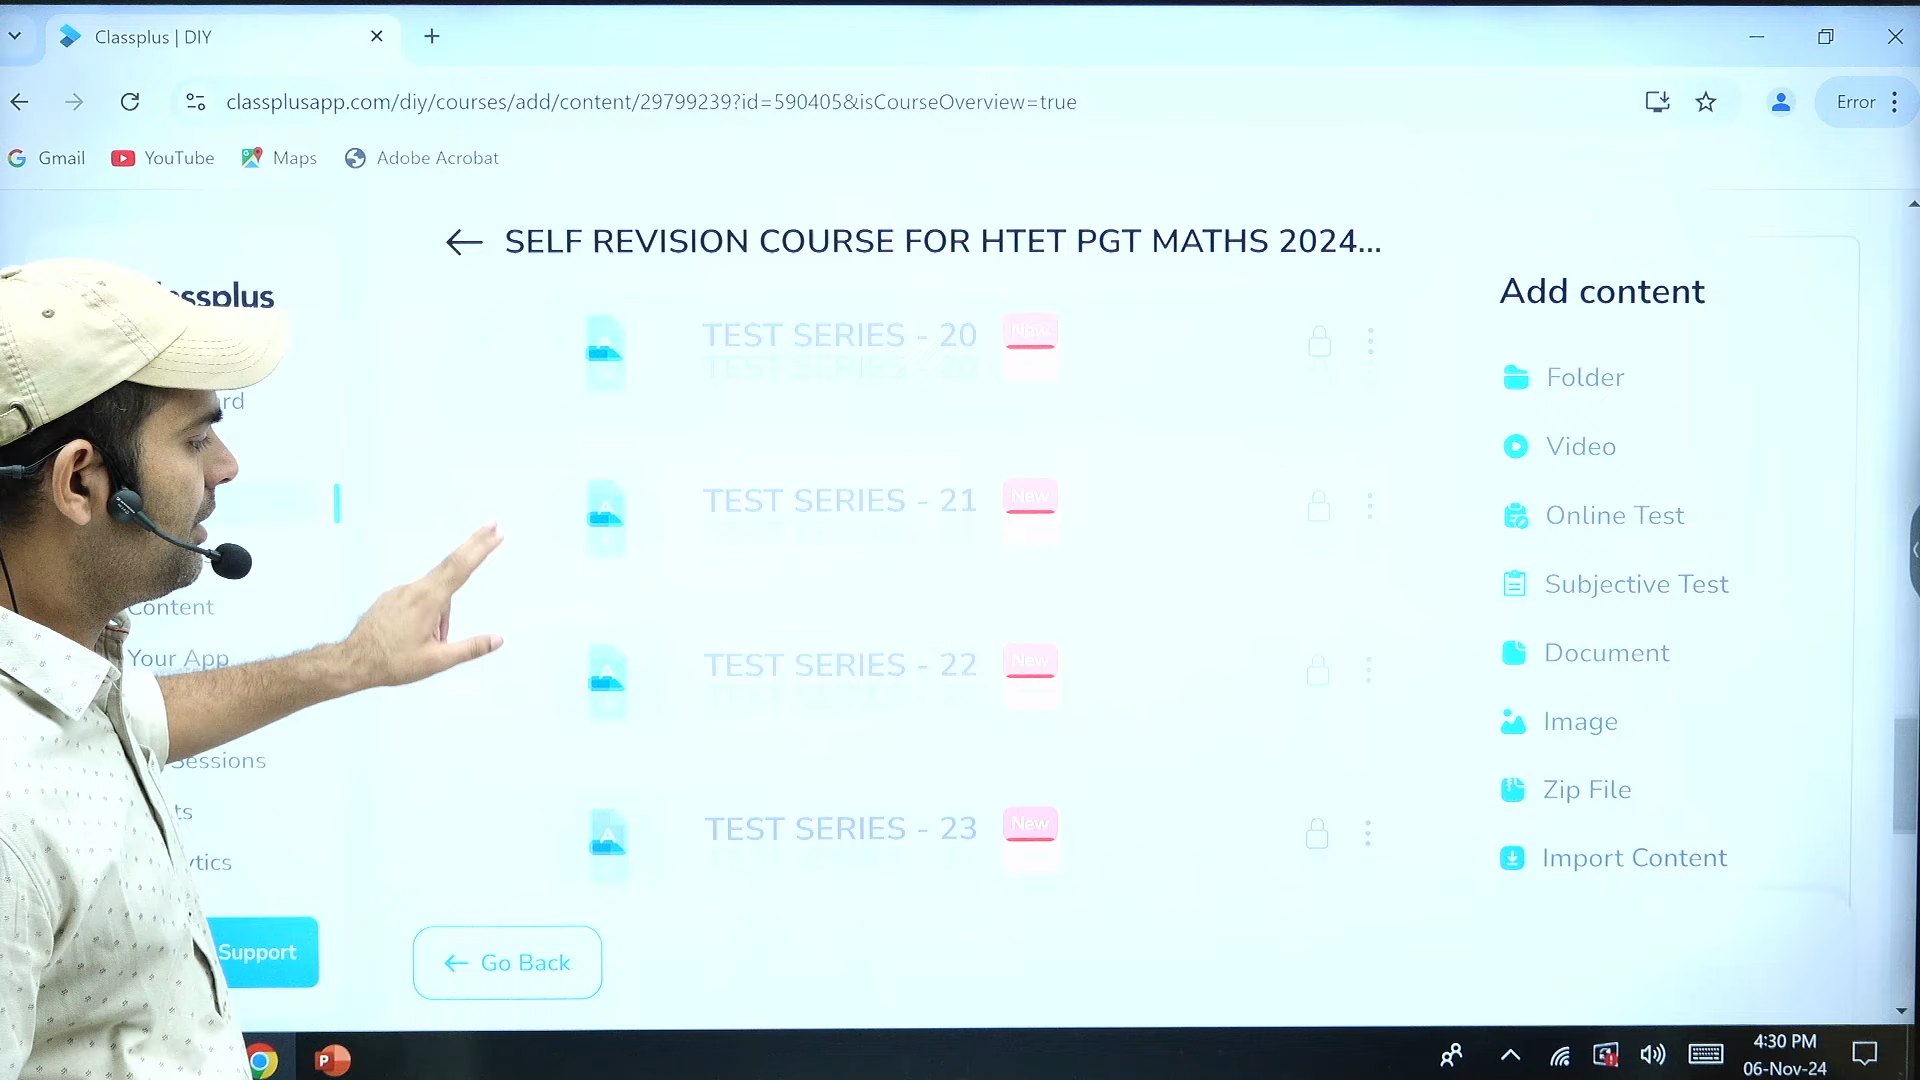 Classplus | DIY
classplusapp.com/diy/courses/add/content/29799239?id=590405&isCourseOverview=true
Error
Gmail
YouTube
Maps
Adobe Acrobat
SELF REVISION COURSE FOR HTET PGT MATHS 2024...
TEST SERIES - 20
New
TEST SERIES - 21
New
TEST SERIES - 22
New
TEST SERIES - 23
New
Go Back
Add content
Folder
Video
Online Test
Subjective Test
Document
Image
Zip File
Import Content
ssplus
rd
Content
Your App
Sessions
ts
ytics
Support
4:30 PM
06-Nov-24